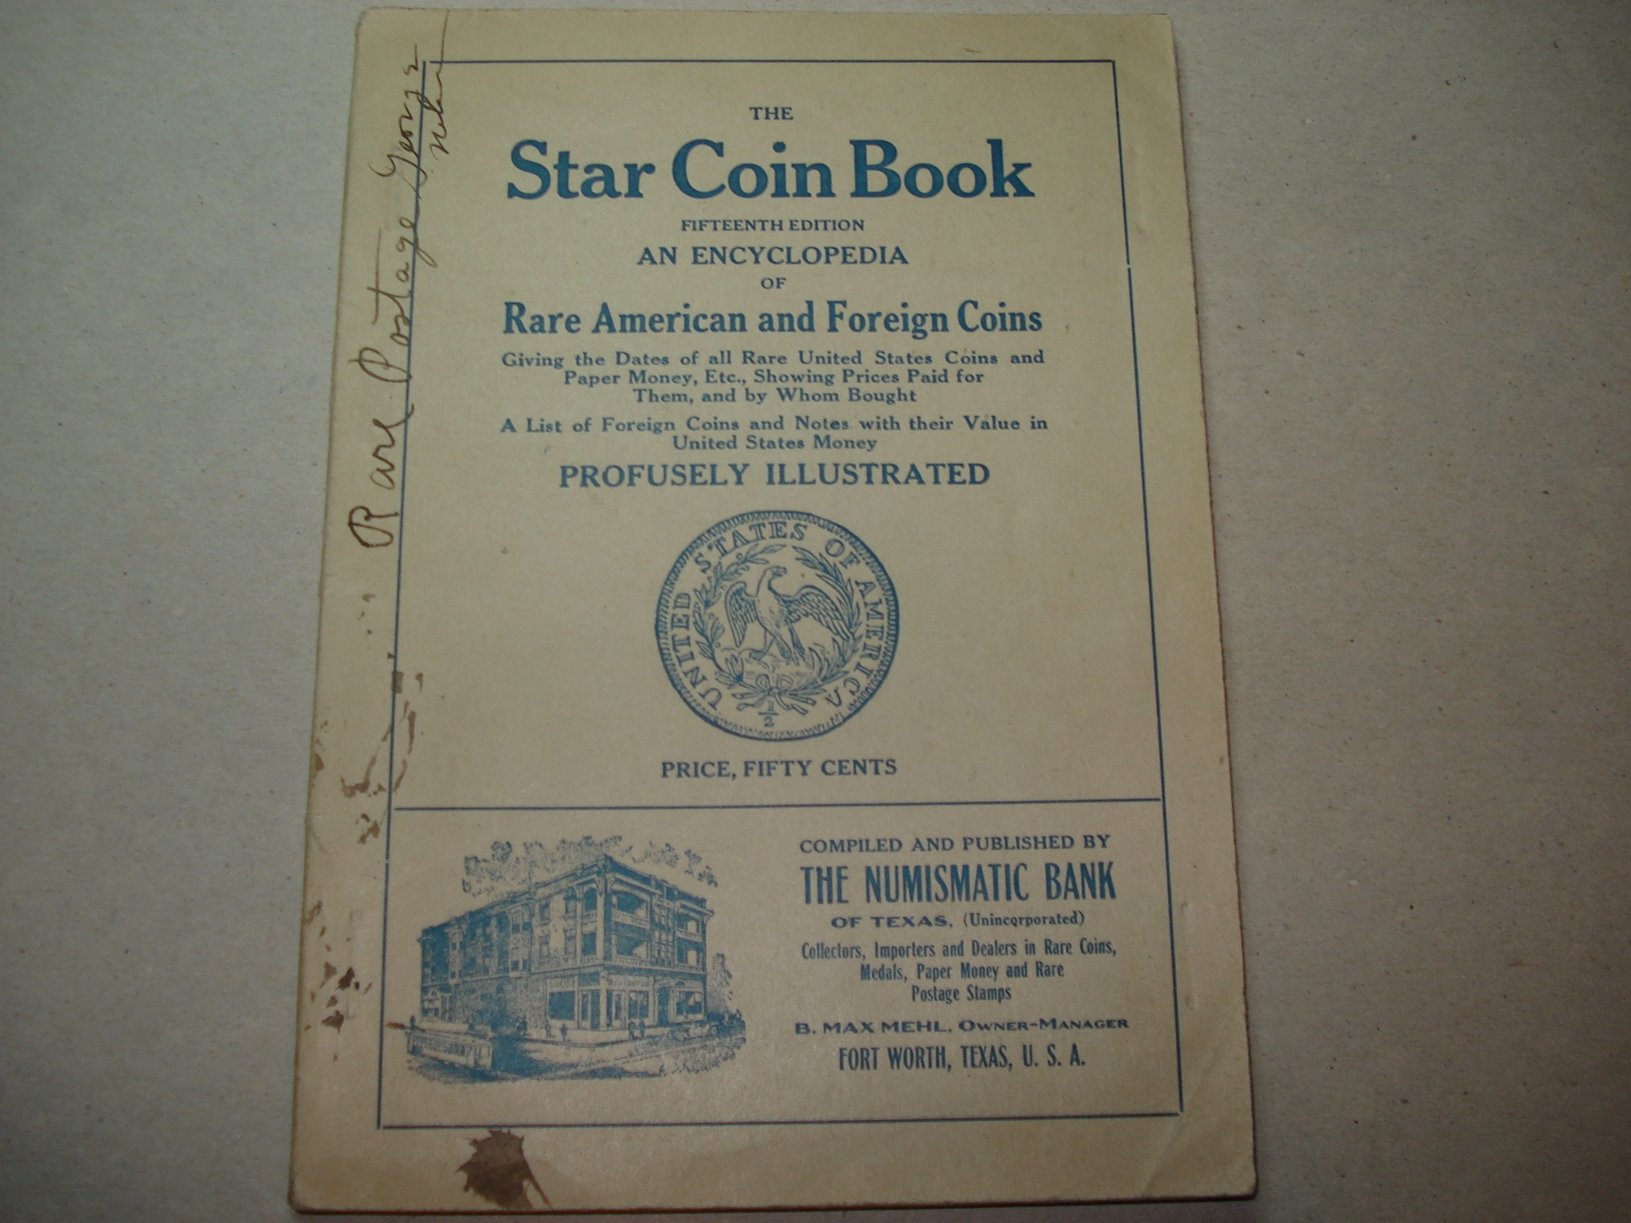 THE
Star Coin Book
FIFTEENTH EDITION
AN ENCYCLOPEDIA
OF
Rare American and Foreign Coins
Giving the Dates of all Rare United States Coins and
Paper Money, Etc., Showing Prices Paid for
Them, and by Whom Bought
A List of Foreign Coins and Notes with their Value in
United States Money
PROFUSELY ILLUSTRATED
UNITED STATES OF AMERICA
1/2
PRICE, FIFTY CENTS
COMPILED AND PUBLISHED BY
THE NUMISMATIC BANK
OF TEXAS, (Unincorporated)
Collectors, Importers and Dealers in Rare Coins,
Medals, Paper Money and Rare
Postage Stamps
B. MAX MEHL, OWNER-MANAGER
FORT WORTH, TEXAS, U. S. A.
Rare Postage George